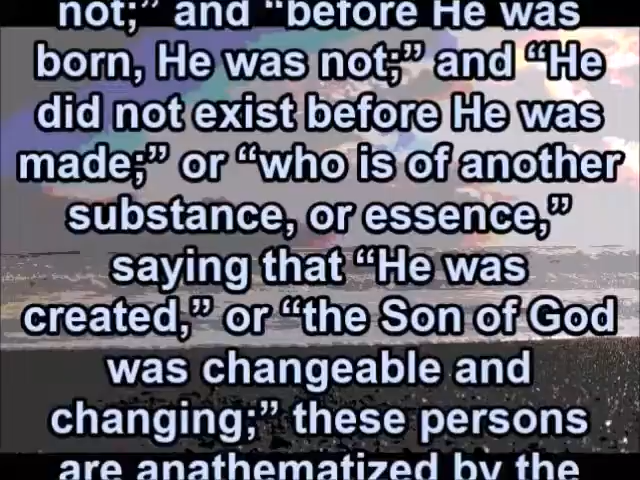 not;” and “before He was
born, He was not;” and “He
did not exist before He was
made;” or “who is of another
substance, or essence,”
saying that “He was
created,” or “the Son of God
was changeable and
changing;” these persons
are anathematized by the